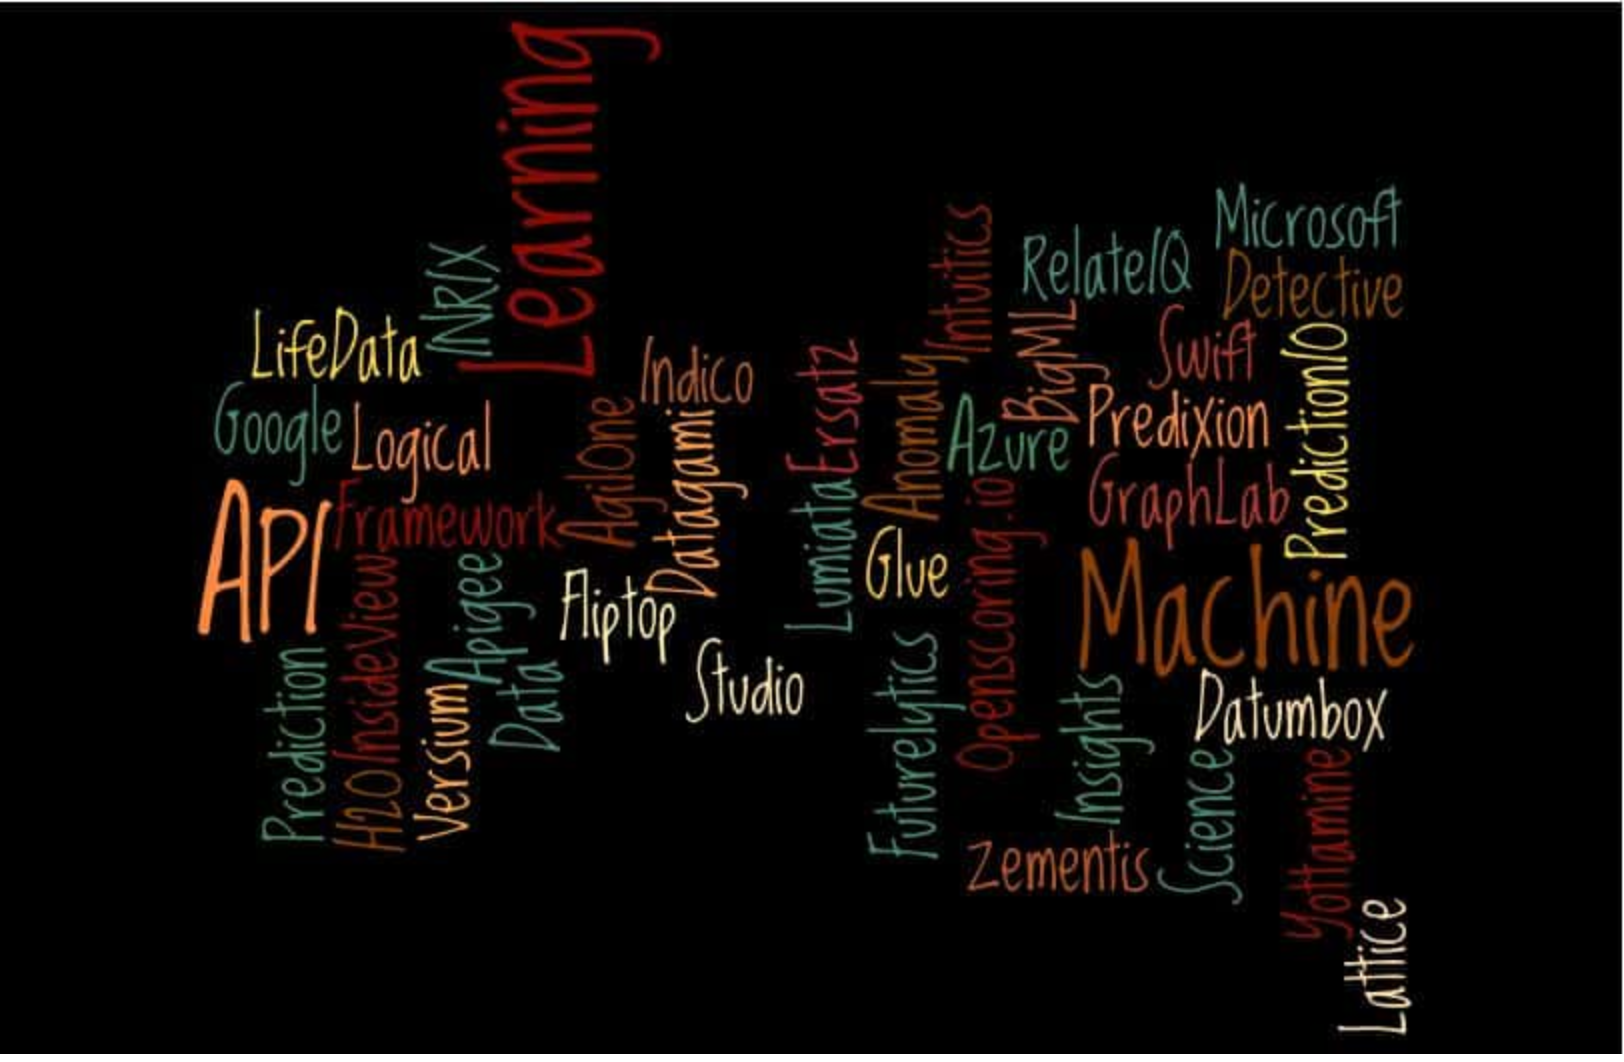 Learning
INRIX
LifeData
Google
Logical
API
Framework
Agilone
Indico
Datagami
Fliptop
Studio
Apigee
Data
Versium
InsideView
H2O
Prediction
Intuitics
RelateIQ
Microsoft
Detective
Swift
BigML
PredictionIO
Predixion
Azure
GraphLab
Anomaly
Ersatz
Lumiata
Glue
Openscoring.io
Machine
Datumbox
Futurelytics
Insights
Science
Zementis
Yottamine
Lattice